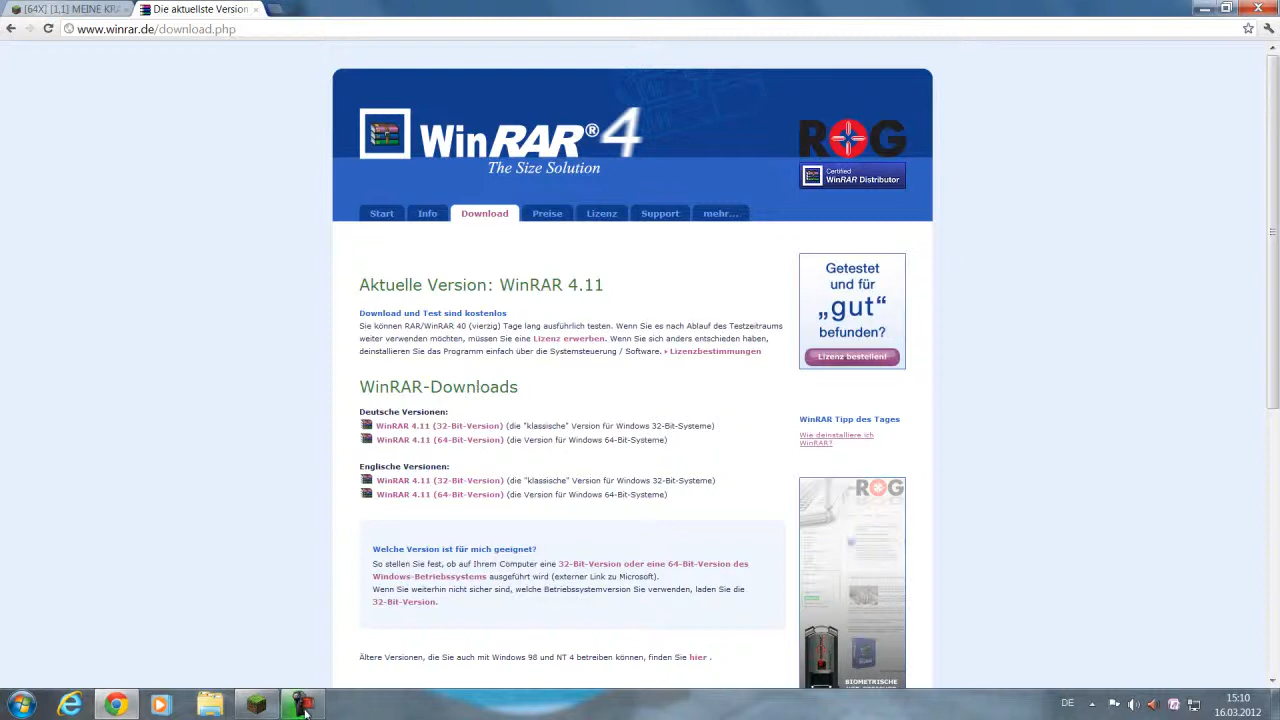 [64X] [1,1] MEINE KRA
Die aktuellste Version
www.winrar.de/download.php
WinRAR® 4
The Size Solution
ROG
Certified
WinRAR Distributor
Start
Info
Download
Preise
Lizenz
Support
mehr...
Aktuelle Version: WinRAR 4.11
Download und Test sind kostenlos
Sie können RAR/WinRAR 40 (vierzig) Tage lang ausführlich testen. Wenn Sie es nach Ablauf des Testzeitraums
weiter verwenden möchten, müssen Sie eine Lizenz erwerben. Wenn Sie sich anders entschieden haben,
deinstallieren Sie das Programm einfach über die Systemsteuerung / Software. › Lizenzbestimmungen
WinRAR-Downloads
Deutsche Versionen:
WinRAR 4.11 (32-Bit-Version) (die "klassische" Version für Windows 32-Bit-Systeme)
WinRAR 4.11 (64-Bit-Version) (die Version für Windows 64-Bit-Systeme)
Englische Versionen:
WinRAR 4.11 (32-Bit-Version) (die "klassische" Version für Windows 32-Bit-Systeme)
WinRAR 4.11 (64-Bit-Version) (die Version für Windows 64-Bit-Systeme)
Welche Version ist für mich geeignet?
So stellen Sie fest, ob auf Ihrem Computer eine 32-Bit-Version oder eine 64-Bit-Version des
Windows-Betriebssystems ausgeführt wird (externer Link zu Microsoft).
Wenn Sie weiterhin nicht sicher sind, welche Betriebssystemversion Sie verwenden, laden Sie die
32-Bit-Version.
Ältere Versionen, die Sie auch mit Windows 98 und NT 4 betreiben können, finden Sie hier .
Getestet
und für
„gut“
befunden?
Lizenz bestellen!
WinRAR Tipp des Tages
Wie deinstalliere ich
WinRAR?
ROG
BIOMETRISCHE
DE
15:10
16.03.2012